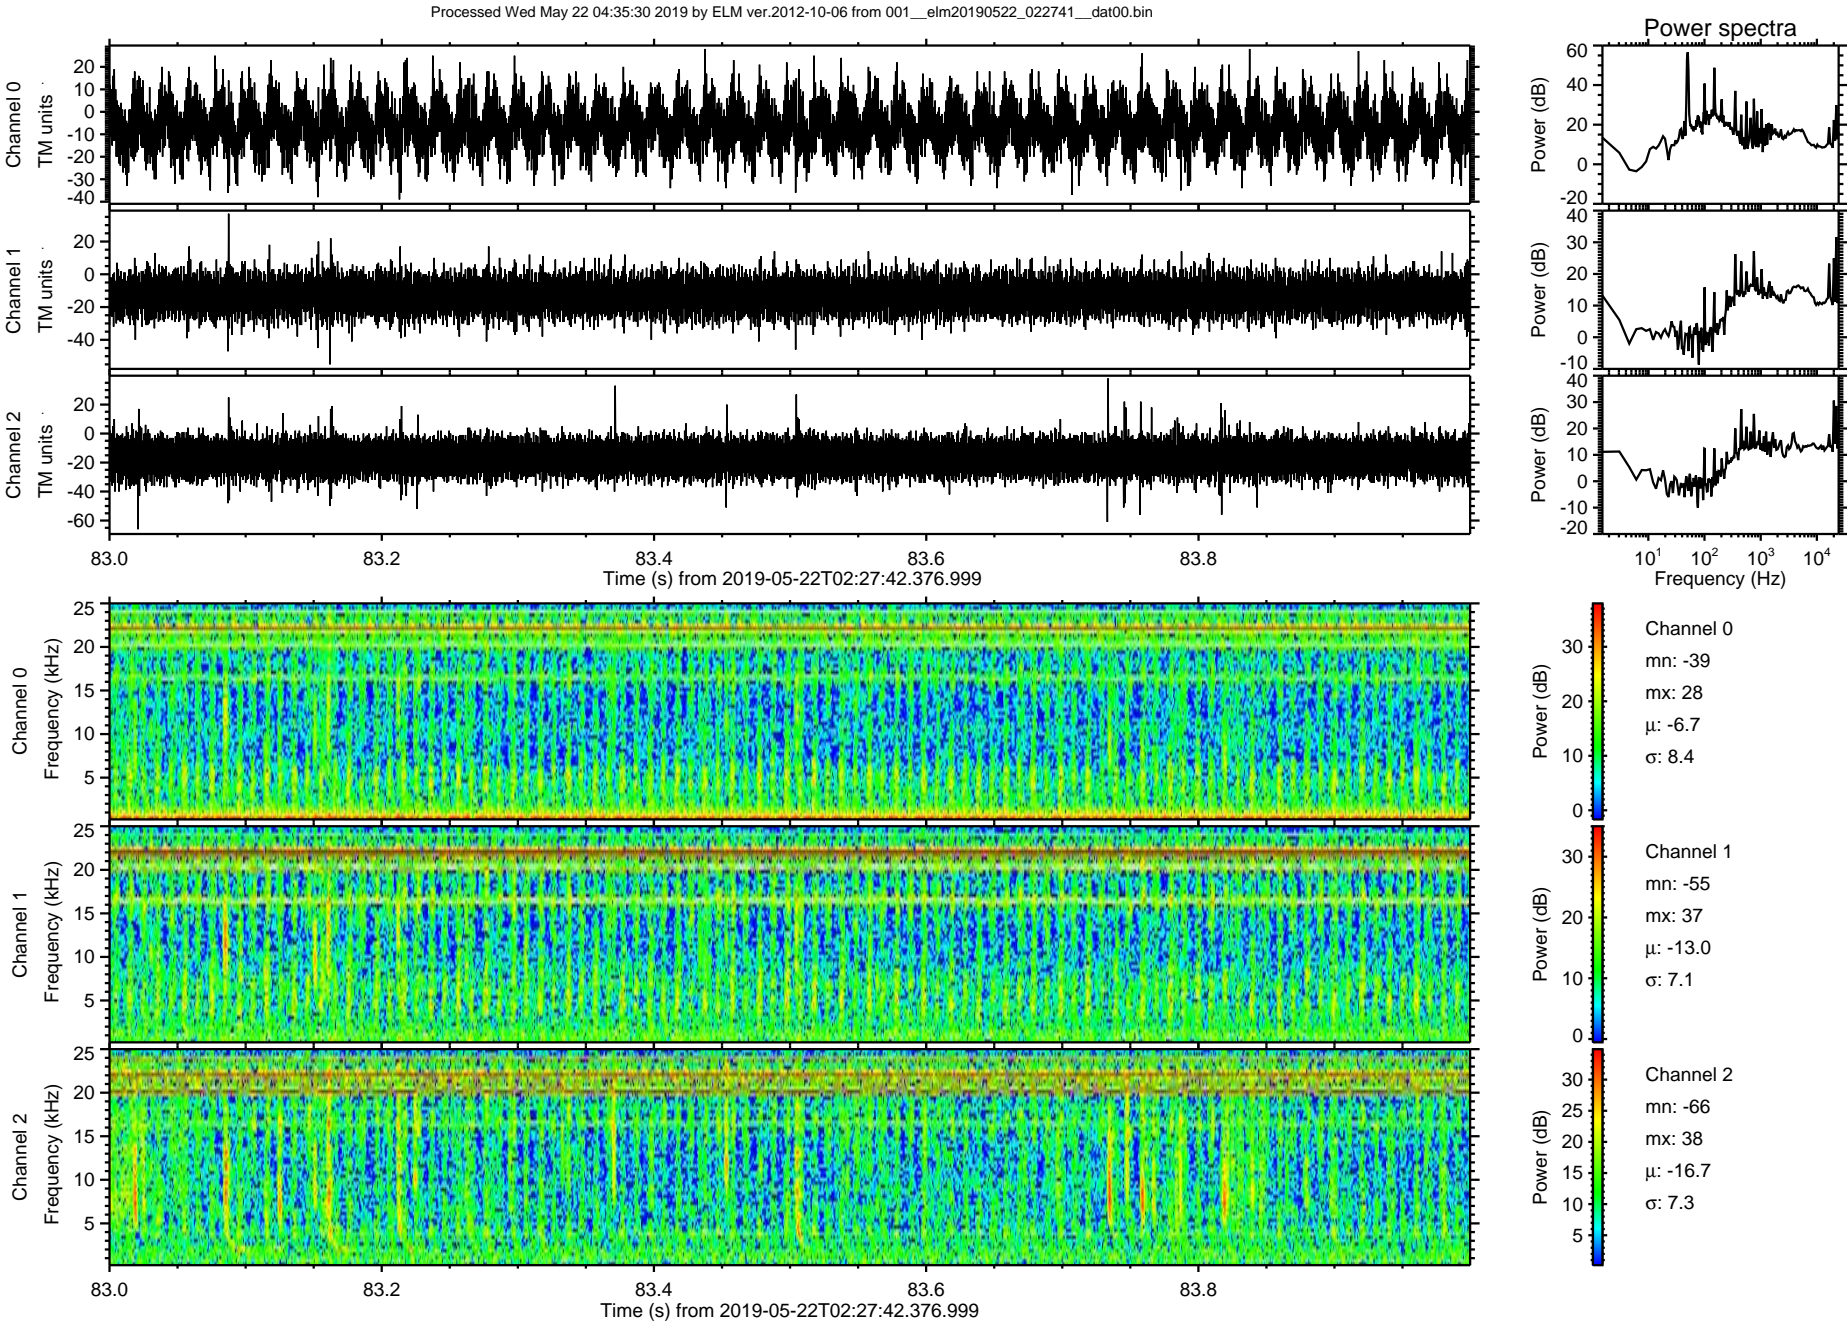 Processed Wed May 22 04:35:30 2019 by ELM ver.2012-10-06 from 001__elm20190522_022741__dat00.bin
Power spectra
Channel 0
TM units
20
10
0
-10
-20
-30
-40
Power (dB)
60
40
20
0
-20
Channel 1
TM units
20
0
-20
-40
Power (dB)
40
30
20
10
0
-10
Channel 2
TM units
20
0
-20
-40
-60
Power (dB)
40
30
20
10
0
-10
-20
83.0 83.2 83.4 83.6 83.8
Time (s) from 2019-05-22T02:27:42.376.999
10^1 10^2 10^3 10^4
Frequency (Hz)
Channel 0
Frequency (kHz)
25
20
15
10
5
Power (dB)
30
20
10
0
Channel 0
mn: -39
mx: 28
μ: -6.7
σ: 8.4
Channel 1
Frequency (kHz)
25
20
15
10
5
Power (dB)
30
20
10
0
Channel 1
mn: -55
mx: 37
μ: -13.0
σ: 7.1
Channel 2
Frequency (kHz)
25
20
15
10
5
Power (dB)
30
25
20
15
10
5
Channel 2
mn: -66
mx: 38
μ: -16.7
σ: 7.3
83.0 83.2 83.4 83.6 83.8
Time (s) from 2019-05-22T02:27:42.376.999